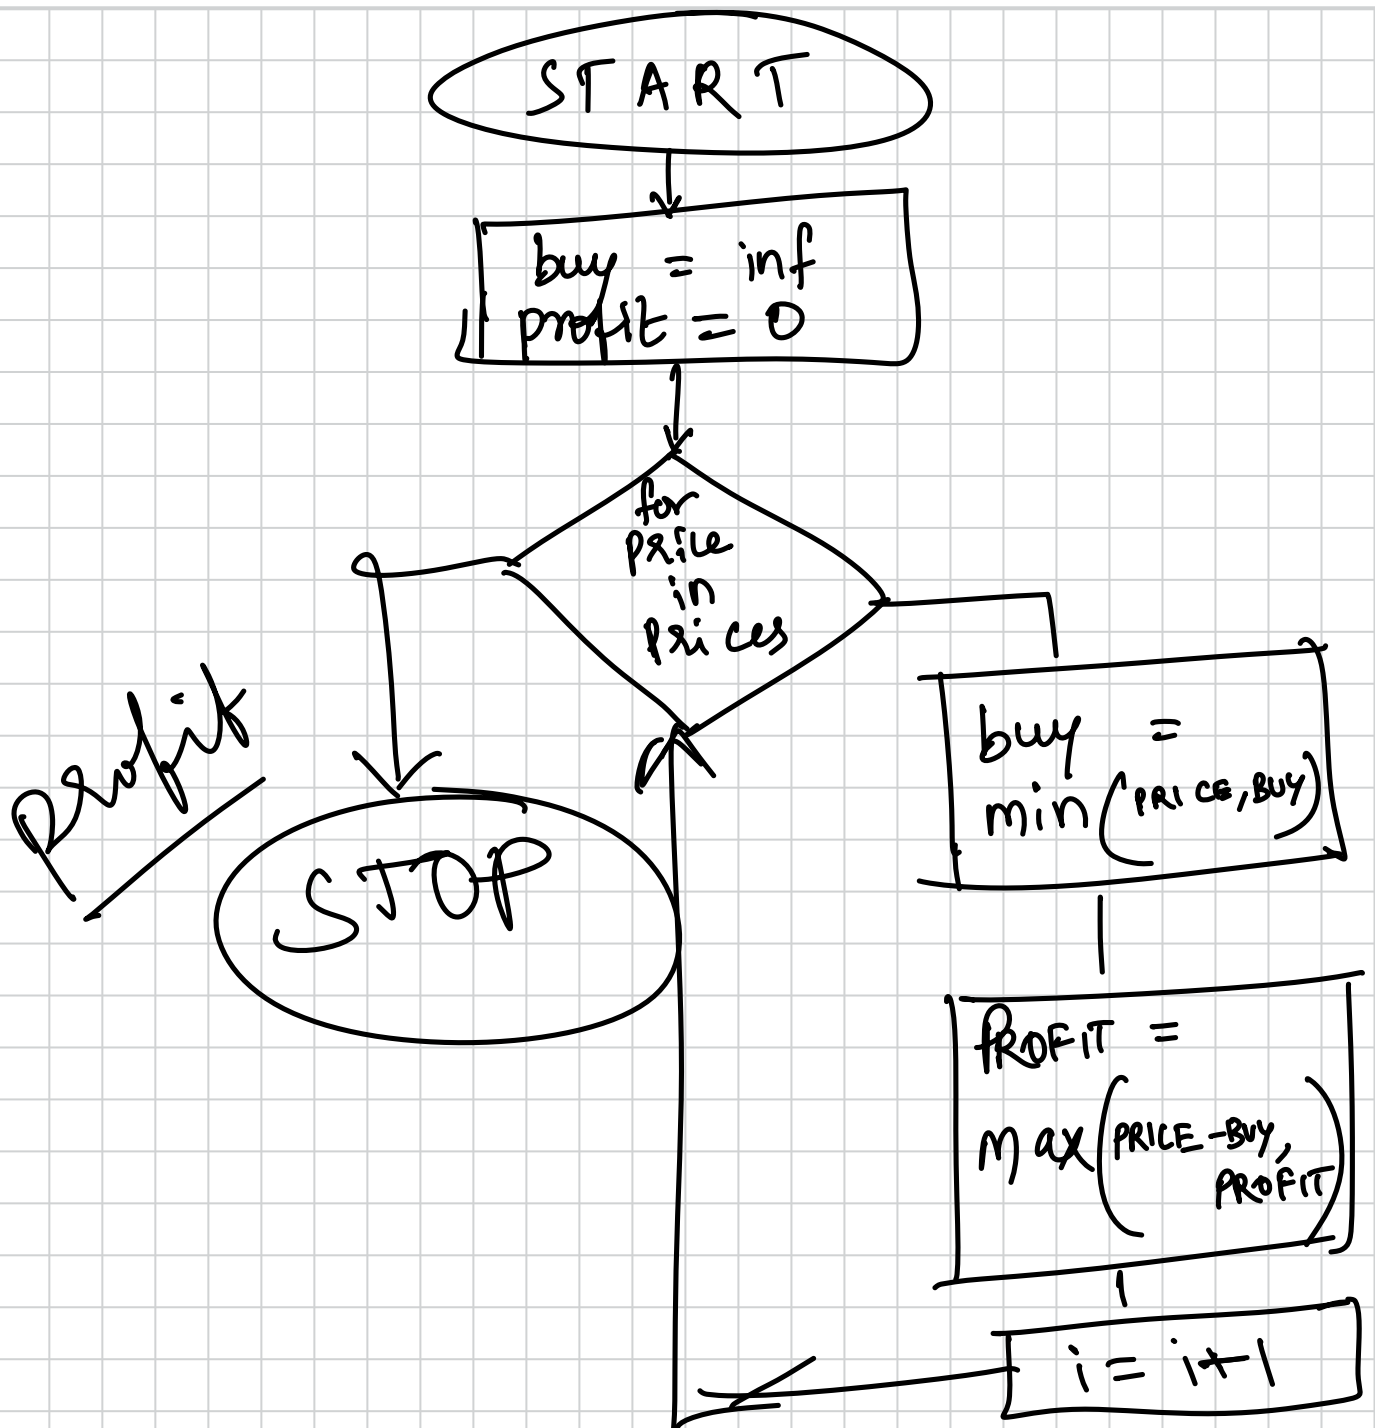 START
buy = inf
profit = 0
for
price
in
prices
profit
STOP
buy =
min (PRICE, BUY)
PROFIT =
max (PRICE - BUY,
PROFIT)
i = i+1